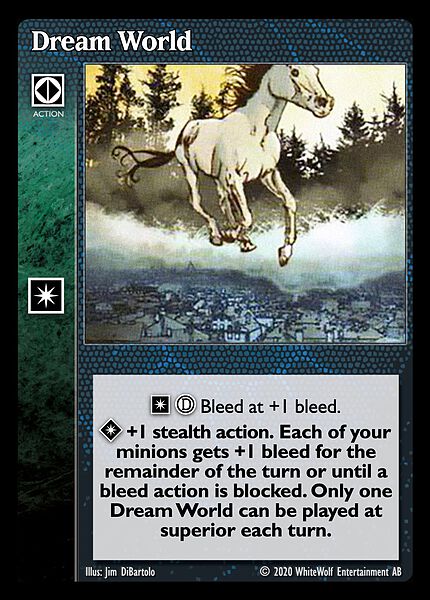 Dream World
ACTION
D Bleed at +1 bleed.
+1 stealth action. Each of your
minions gets +1 bleed for the
remainder of the turn or until a
bleed action is blocked. Only one
Dream World can be played at
superior each turn.
Illus: Jim DiBartolo © 2020 WhiteWolf Entertainment AB